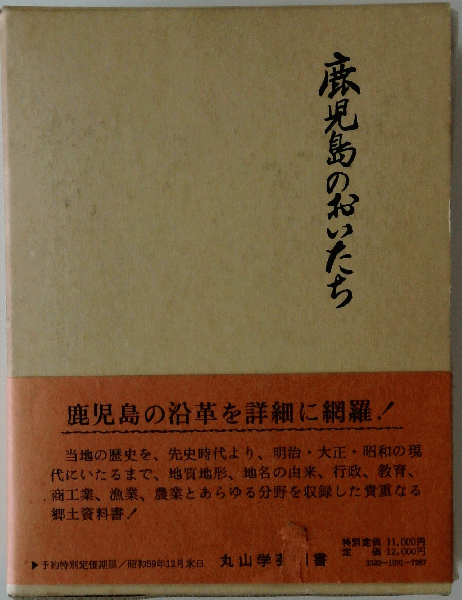 鹿児島のおいたち
鹿児島の沿革を詳細に網羅!
当地の歴史を、先史時代より、明治・大正・昭和の現
代にいたるまで、地質地形、地名の由来、行政、教育、
商工業、漁業、農業とあらゆる分野を収録した貴重なる
郷土資料書!
▶予約特別定価期限/昭和59年12月末日
丸山学芸図書
特別定価 11,000円
定 価 12,000円